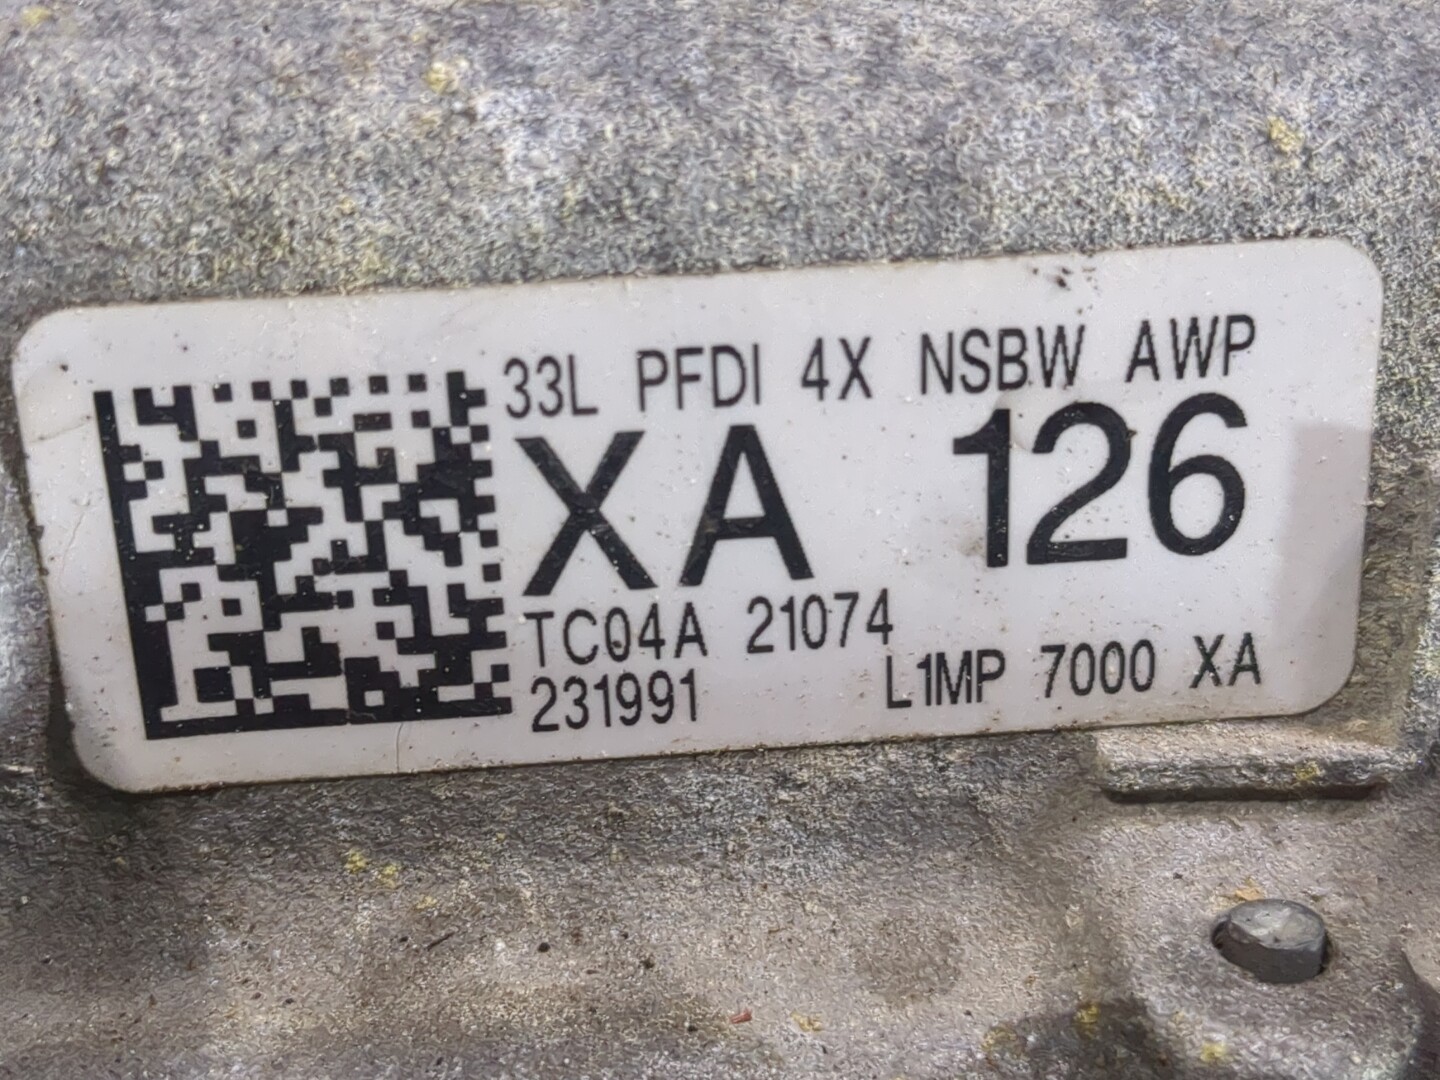 33L PFDI 4X NSBW AWP
XA 126
TC04A 21074
231991 L1MP 7000 XA